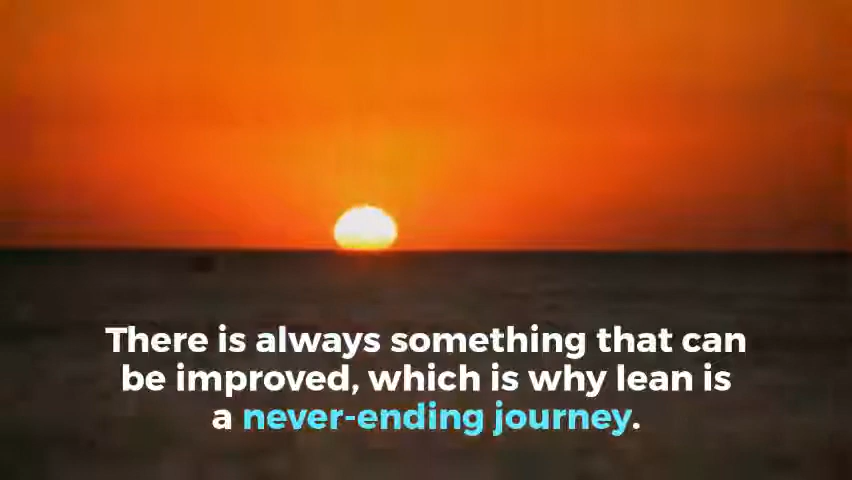 There is always something that can
be improved, which is why lean is
a never-ending journey.